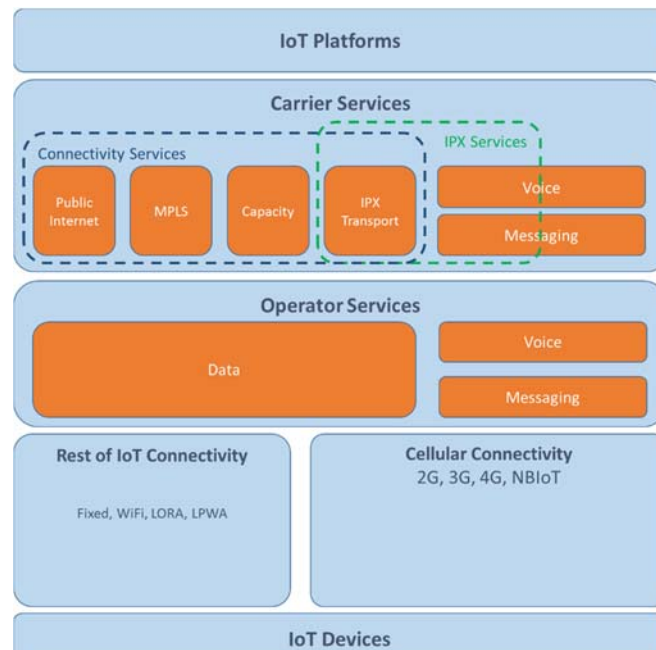 IoT Platforms
Carrier Services
Connectivity Services
IPX Services
Public
Internet
MPLS
Capacity
IPX
Transport
Voice
Messaging
Operator Services
Data
Voice
Messaging
Rest of IoT Connectivity
Fixed, WiFi, LORA, LPWA
Cellular Connectivity
2G, 3G, 4G, NBIoT
IoT Devices